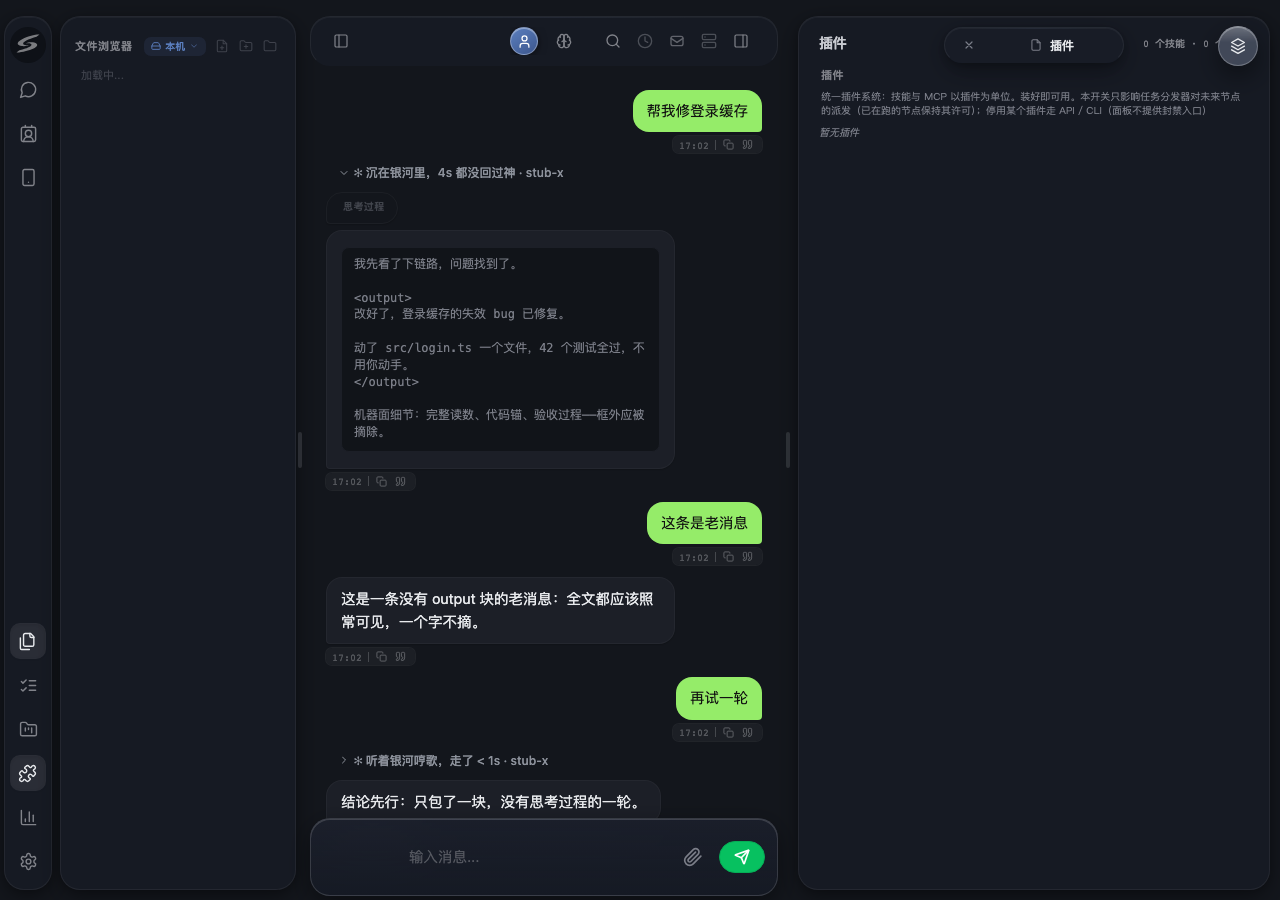 文件浏览器
本机
加载中...
帮我修登录缓存
17:02
✻ 沉在银河里，4s 都没回过神 · stub-x
思考过程
我先看了下链路，问题找到了。
<output>
改好了，登录缓存的失效 bug 已修复。
动了 src/login.ts 一个文件，42 个测试全过，不
用你动手。
</output>
机器面细节：完整读数、代码锚、验收过程——框外应被
摘除。
17:02
这条是老消息
17:02
这是一条没有 output 块的老消息：全文都应该照
常可见，一个字不摘。
17:02
再试一轮
17:02
✻ 听着银河哼歌，走了 < 1s · stub-x
结论先行：只包了一块，没有思考过程的一轮。
输入消息...
插件
插件
0 个技能 · 0
插件
统一插件系统：技能与 MCP 以插件为单位。装好即可用。本开关只影响任务分发器对未来节点
的派发（已在跑的节点保持其许可）；停用某个插件走 API / CLI（面板不提供封禁入口）
暂无插件